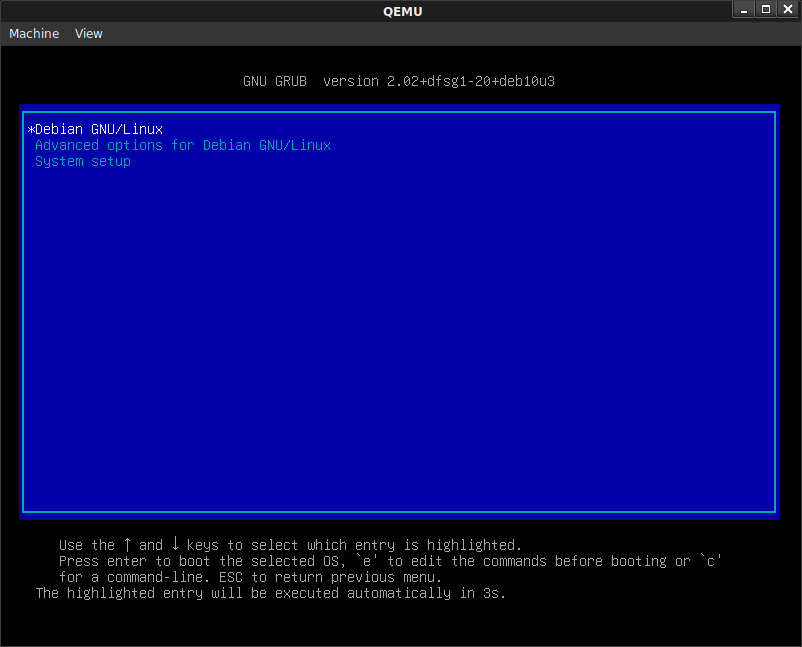 QEMU
Machine View
GNU GRUB version 2.02+dfsg1-20+deb10u3
*Debian GNU/Linux
Advanced options for Debian GNU/Linux
System setup
Use the ↑ and ↓ keys to select which entry is highlighted.
Press enter to boot the selected OS, `e' to edit the commands before booting or `c'
for a command-line. ESC to return previous menu.
The highlighted entry will be executed automatically in 3s.